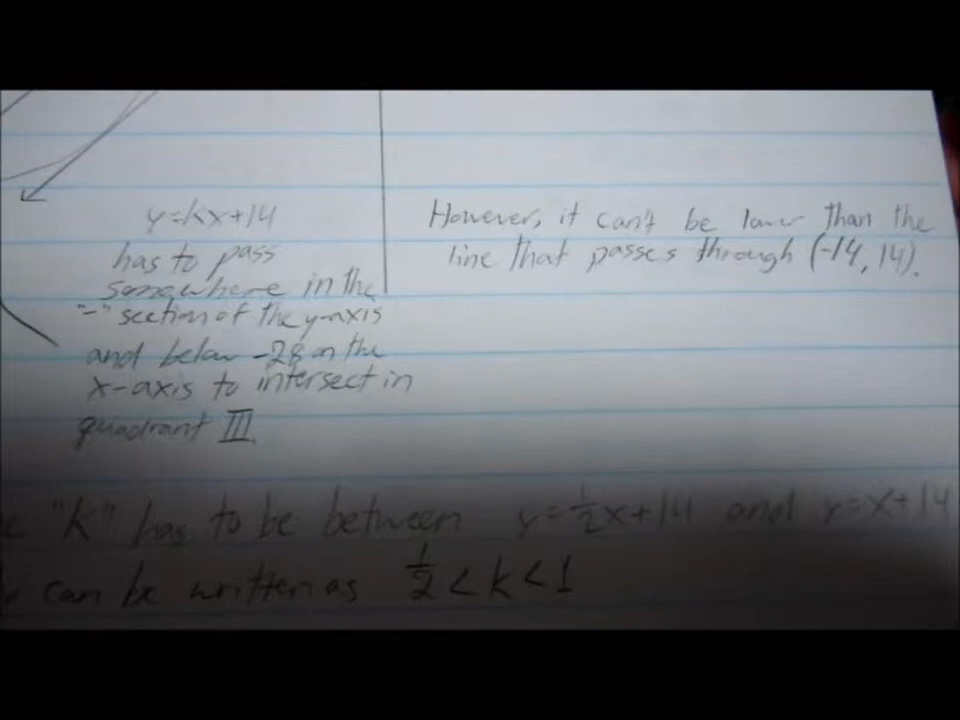 y=kx+14
has to pass
somewhere in the
"-" section of the y-axis
and below -28 on the
x-axis to intersect in
quadrant III
However, it can't be lower than the
line that passes through (-14, 14).
"k" has to be between y=½x+14 and y=x+14
can be written as ½<k<1